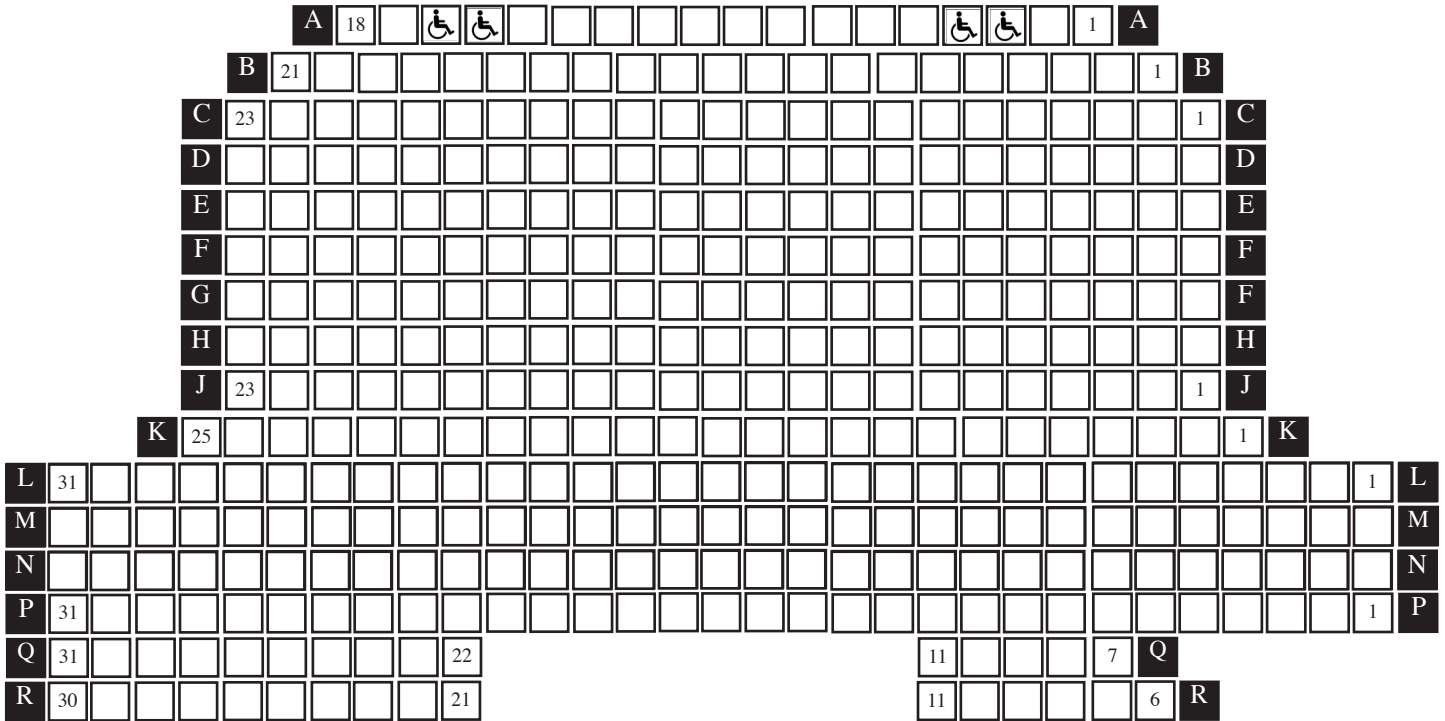 A 18 1 A
B 21 1 B
C 23 1 C
D D
E E
F F
G F
H H
J 23 1 J
K 25 1 K
L 31 1 L
M M
N N
P 31 1 P
Q 31 22 11 7 Q
R 30 21 11 6 R